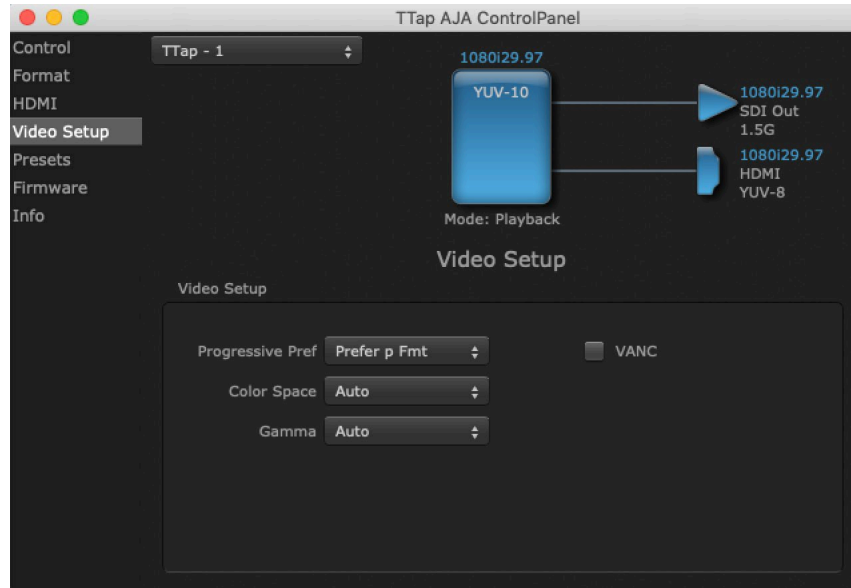 TTap AJA ControlPanel
Control
Format
HDMI
Video Setup
Presets
Firmware
Info
TTap - 1
1080i29.97
YUV-10
Mode: Playback
1080i29.97
SDI Out
1.5G
1080i29.97
HDMI
YUV-8
Video Setup
Video Setup
Progressive Pref Prefer p Fmt
VANC
Color Space Auto
Gamma Auto